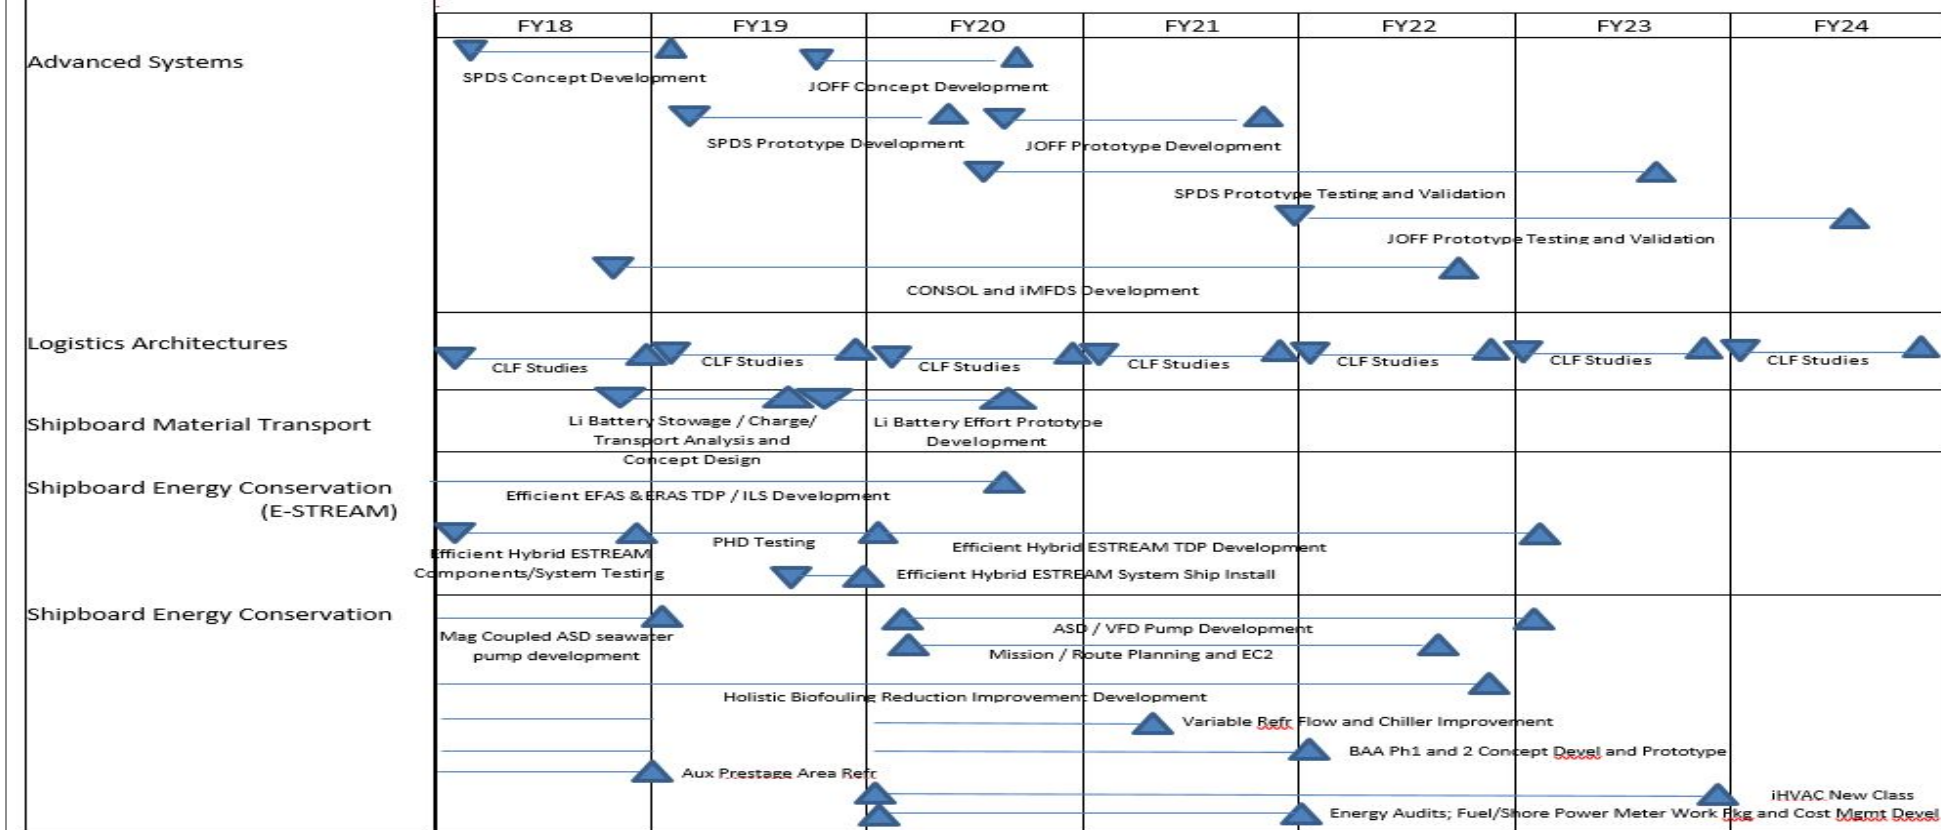 FY18 FY19 FY20 FY21 FY22 FY23 FY24
Advanced Systems
SPDS Concept Development
JOFF Concept Development
SPDS Prototype Development
JOFF Prototype Development
SPDS Prototype Testing and Validation
JOFF Prototype Testing and Validation
CONSOL and iMFDS Development
Logistics Architectures
CLF Studies
CLF Studies
CLF Studies
CLF Studies
CLF Studies
CLF Studies
CLF Studies
Shipboard Material Transport
Li Battery Stowage / Charge/
Transport Analysis and
Concept Design
Li Battery Effort Prototype
Development
Shipboard Energy Conservation
(E-STREAM)
Efficient EFAS & ERAS TDP / ILS Development
Efficient Hybrid ESTREAM
Components/System Testing
PHD Testing
Efficient Hybrid ESTREAM TDP Development
Efficient Hybrid ESTREAM System Ship Install
Shipboard Energy Conservation
Mag Coupled ASD seawater
pump development
ASD / VFD Pump Development
Mission / Route Planning and EC2
Holistic Biofouling Reduction Improvement Development
Variable Refr Flow and Chiller Improvement
BAA Ph1 and 2 Concept Devel and Prototype
Aux Prestage Area Refr
iHVAC New Class
Energy Audits; Fuel/Shore Power Meter Work Pkg and Cost Mgmt Devel